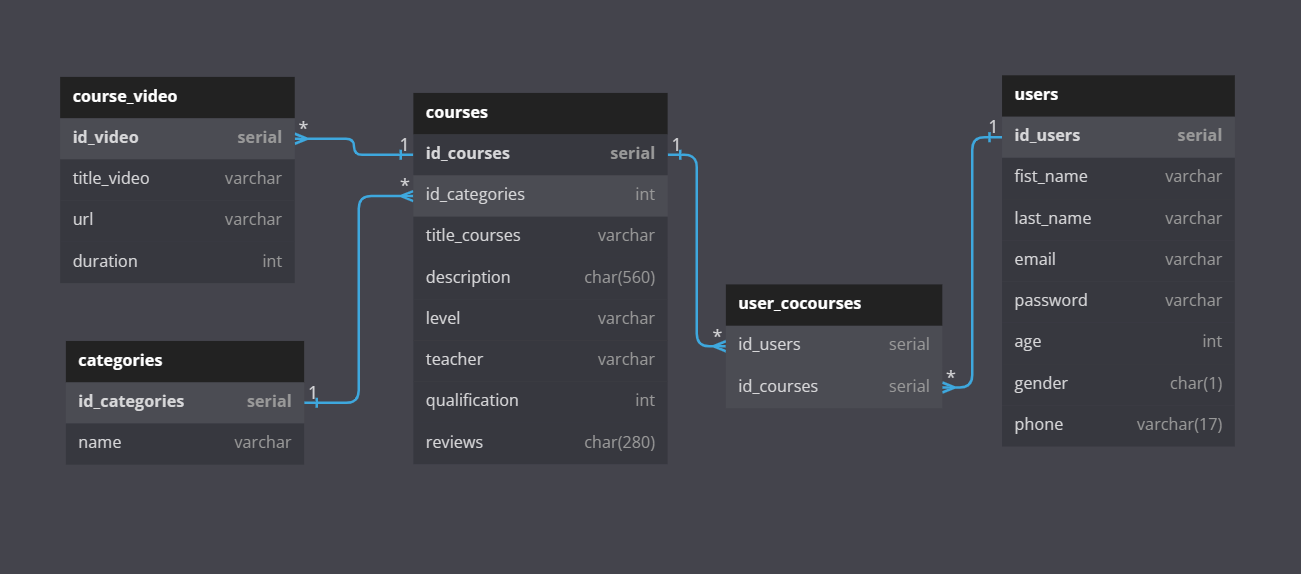 course_video
id_video serial
title_video varchar
url varchar
duration int
categories
id_categories serial
name varchar
courses
id_courses serial
id_categories int
title_courses varchar
description char(560)
level varchar
teacher varchar
qualification int
reviews char(280)
user_cocourses
id_users serial
id_courses serial
users
id_users serial
fist_name varchar
last_name varchar
email varchar
password varchar
age int
gender char(1)
phone varchar(17)
*
1
*
1
1
*
*
1